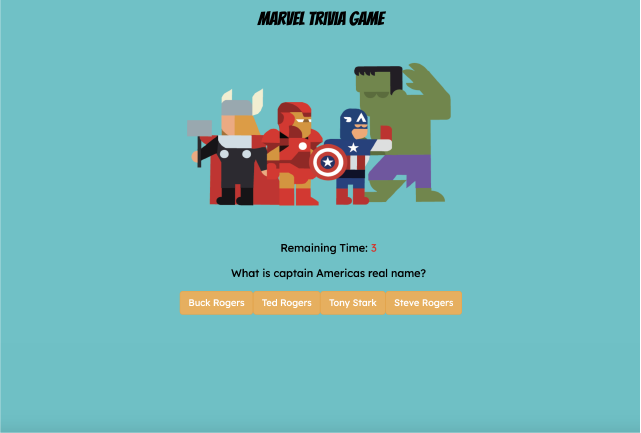 MARVEL TRIVIA GAME
Remaining Time: 3
What is captain Americas real name?
Buck Rogers Ted Rogers Tony Stark Steve Rogers